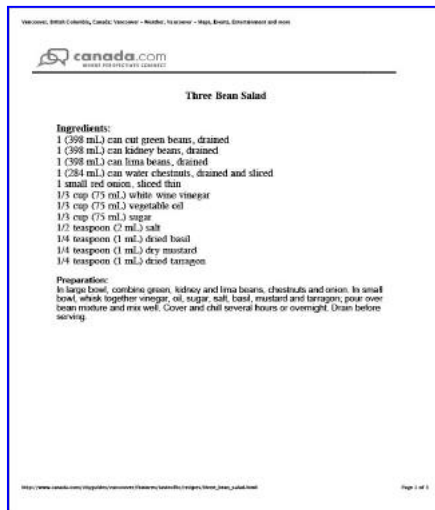 Vancouver, British Columbia, Canada: Vancouver - Weather, Vancouver - Maps, Events, Entertainment and more
canada.com
WHERE PERSPECTIVES CONNECT
Three Bean Salad
Ingredients:
1 (398 mL) can cut green beans, drained
1 (398 mL) can kidney beans, drained
1 (398 mL) can lima beans, drained
1 (284 mL) can water chestnuts, drained and sliced
1 small red onion, sliced thin
1/3 cup (75 mL) white wine vinegar
1/3 cup (75 mL) vegetable oil
1/3 cup (75 mL) sugar
1/2 teaspoon (2 mL) salt
1/4 teaspoon (1 mL) dried basil
1/4 teaspoon (1 mL) dry mustard
1/4 teaspoon (1 mL) dried tarragon
Preparation:
In large bowl, combine green, kidney and lima beans, chestnuts and onion. In small
bowl, whisk together vinegar, oil, sugar, salt, basil, mustard and tarragon; pour over
bean mixture and mix well. Cover and chill several hours or overnight. Drain before
serving.
Page 1 of